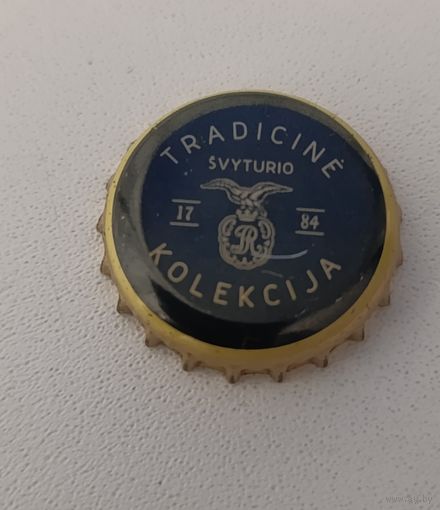 TRADICINĖ
ŠVYTURIO
17 84
KOLEKCIJA